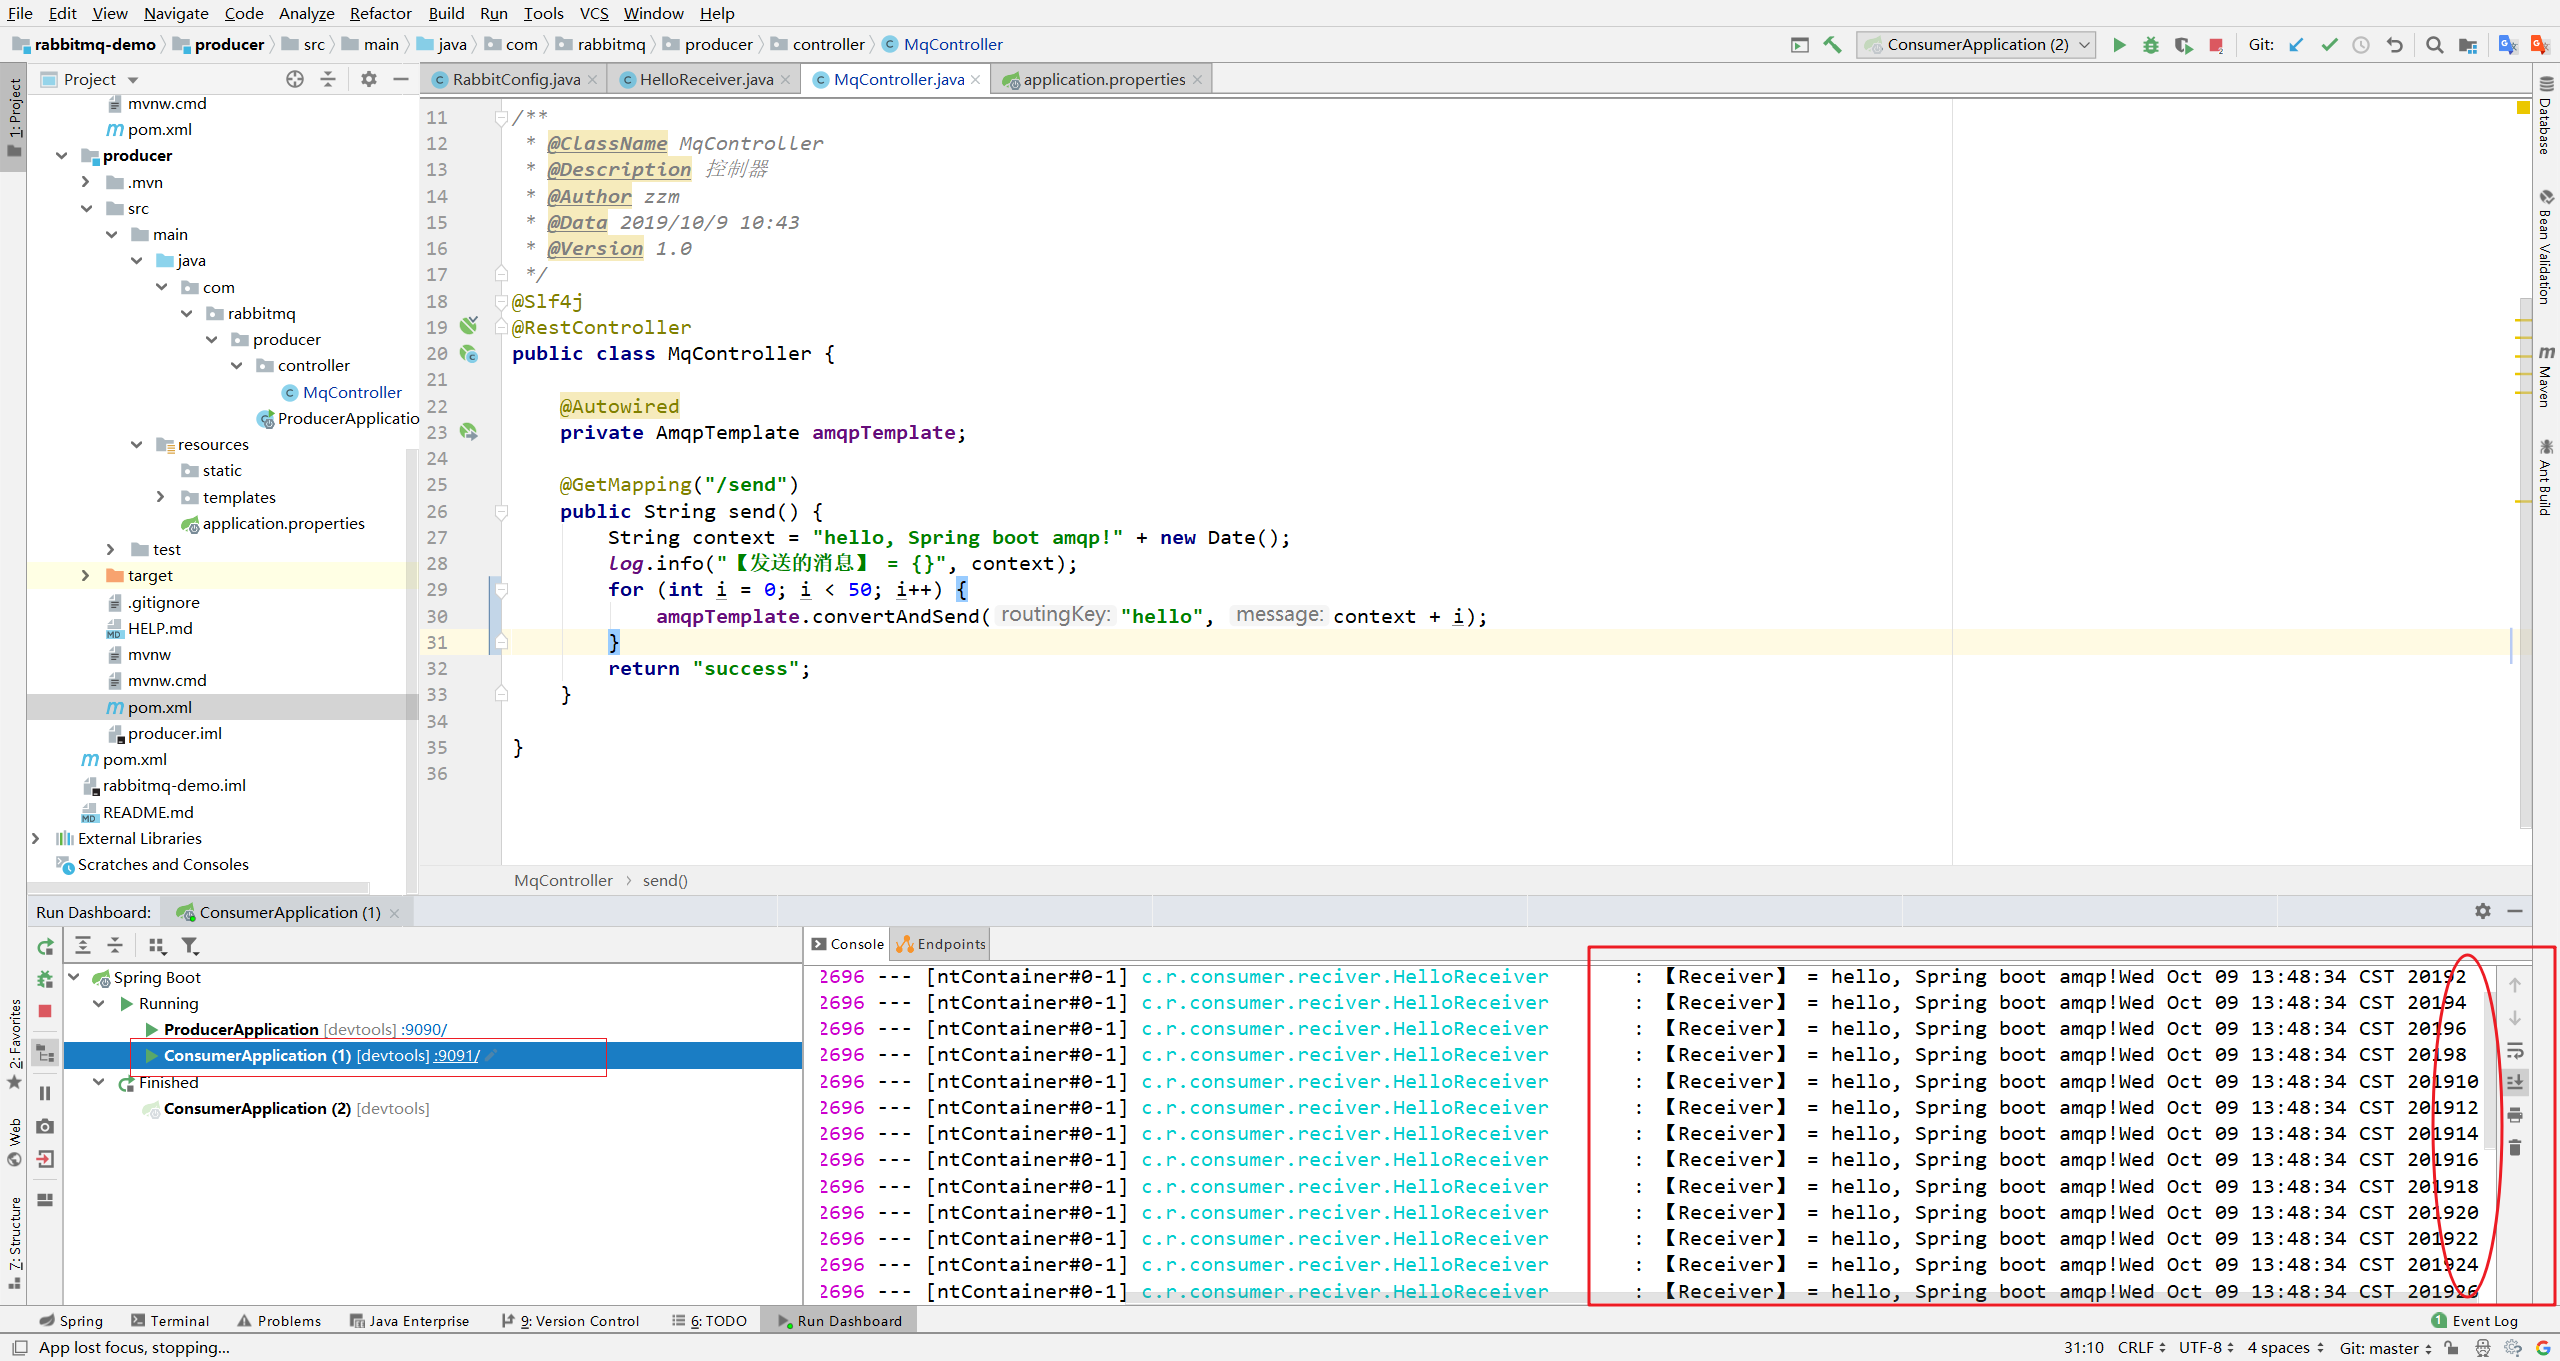 File Edit View Navigate Code Analyze Refactor Build Run Tools VCS Window Help
rabbitmq-demo producer src main java com rabbitmq producer controller MqController
ConsumerApplication (2) Git:
1: Project
Project
mvnw.cmd
pom.xml
producer
.mvn
src
main
java
com
rabbitmq
producer
controller
MqController
ProducerApplicatio
resources
static
templates
application.properties
test
target
.gitignore
HELP.md
mvnw
mvnw.cmd
pom.xml
producer.iml
pom.xml
rabbitmq-demo.iml
README.md
External Libraries
Scratches and Consoles
RabbitConfig.java HelloReceiver.java MqController.java application.properties
11 /**
12 * @ClassName MqController
13 * @Description 控制器
14 * @Author zzm
15 * @Data 2019/10/9 10:43
16 * @Version 1.0
17 */
18 @Slf4j
19 @RestController
20 public class MqController {
21
22 @Autowired
23 private AmqpTemplate amqpTemplate;
24
25 @GetMapping("/send")
26 public String send() {
27 String context = "hello, Spring boot amqp!" + new Date();
28 log.info("【发送的消息】 = {}", context);
29 for (int i = 0; i < 50; i++) {
30 amqpTemplate.convertAndSend( routingKey: "hello", message: context + i);
31 }
32 return "success";
33 }
34
35 }
36
MqController send()
Database
Bean Validation
Maven
Ant Build
Run Dashboard: ConsumerApplication (1)
2: Favorites
Web
7: Structure
Spring Boot
Running
ProducerApplication [devtools] :9090/
ConsumerApplication (1) [devtools] :9091/
Finished
ConsumerApplication (2) [devtools]
Console Endpoints
2696 --- [ntContainer#0-1] c.r.consumer.reciver.HelloReceiver : 【Receiver】 = hello, Spring boot amqp!Wed Oct 09 13:48:34 CST 20192
2696 --- [ntContainer#0-1] c.r.consumer.reciver.HelloReceiver : 【Receiver】 = hello, Spring boot amqp!Wed Oct 09 13:48:34 CST 20194
2696 --- [ntContainer#0-1] c.r.consumer.reciver.HelloReceiver : 【Receiver】 = hello, Spring boot amqp!Wed Oct 09 13:48:34 CST 20196
2696 --- [ntContainer#0-1] c.r.consumer.reciver.HelloReceiver : 【Receiver】 = hello, Spring boot amqp!Wed Oct 09 13:48:34 CST 20198
2696 --- [ntContainer#0-1] c.r.consumer.reciver.HelloReceiver : 【Receiver】 = hello, Spring boot amqp!Wed Oct 09 13:48:34 CST 201910
2696 --- [ntContainer#0-1] c.r.consumer.reciver.HelloReceiver : 【Receiver】 = hello, Spring boot amqp!Wed Oct 09 13:48:34 CST 201912
2696 --- [ntContainer#0-1] c.r.consumer.reciver.HelloReceiver : 【Receiver】 = hello, Spring boot amqp!Wed Oct 09 13:48:34 CST 201914
2696 --- [ntContainer#0-1] c.r.consumer.reciver.HelloReceiver : 【Receiver】 = hello, Spring boot amqp!Wed Oct 09 13:48:34 CST 201916
2696 --- [ntContainer#0-1] c.r.consumer.reciver.HelloReceiver : 【Receiver】 = hello, Spring boot amqp!Wed Oct 09 13:48:34 CST 201918
2696 --- [ntContainer#0-1] c.r.consumer.reciver.HelloReceiver : 【Receiver】 = hello, Spring boot amqp!Wed Oct 09 13:48:34 CST 201920
2696 --- [ntContainer#0-1] c.r.consumer.reciver.HelloReceiver : 【Receiver】 = hello, Spring boot amqp!Wed Oct 09 13:48:34 CST 201922
2696 --- [ntContainer#0-1] c.r.consumer.reciver.HelloReceiver : 【Receiver】 = hello, Spring boot amqp!Wed Oct 09 13:48:34 CST 201924
2696 --- [ntContainer#0-1] c.r.consumer.reciver.HelloReceiver : 【Receiver】 = hello, Spring boot amqp!Wed Oct 09 13:48:34 CST 201926
Spring Terminal Problems Java Enterprise 9: Version Control 6: TODO Run Dashboard 1 Event Log
App lost focus, stopping... 31:10 CRLF UTF-8 4 spaces Git: master